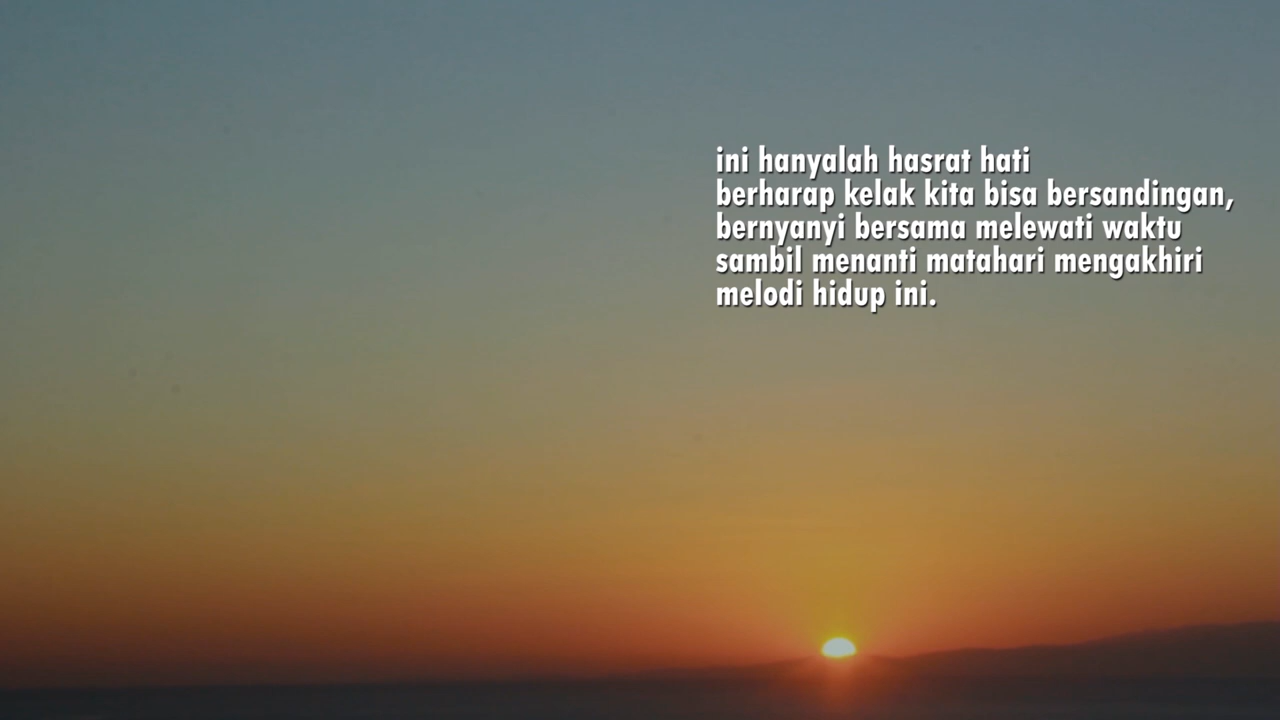 ini hanyalah hasrat hati
berharap kelak kita bisa bersandingan,
bernyanyi bersama melewati waktu
sambil menanti matahari mengakhiri
melodi hidup ini.